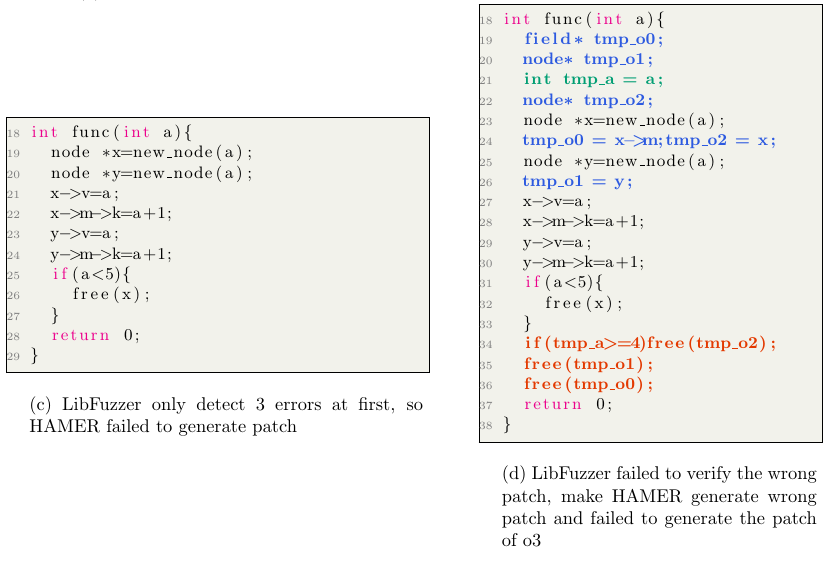 18 int func(int a){
19 node *x=new_node(a);
20 node *y=new_node(a);
21 x->v=a;
22 x->m->k=a+1;
23 y->v=a;
24 y->m->k=a+1;
25 if(a<5){
26 free(x);
27 }
28 return 0;
29 }
(c) LibFuzzer only detect 3 errors at first, so
HAMER failed to generate patch
18 int func(int a){
19 field* tmp_o0;
20 node* tmp_o1;
21 int tmp_a = a;
22 node* tmp_o2;
23 node *x=new_node(a);
24 tmp_o0 = x->m;tmp_o2 = x;
25 node *y=new_node(a);
26 tmp_o1 = y;
27 x->v=a;
28 x->m->k=a+1;
29 y->v=a;
30 y->m->k=a+1;
31 if(a<5){
32 free(x);
33 }
34 if(tmp_a>=4)free(tmp_o2);
35 free(tmp_o1);
36 free(tmp_o0);
37 return 0;
38 }
(d) LibFuzzer failed to verify the wrong
patch, make HAMER generate wrong
patch and failed to generate the patch
of o3